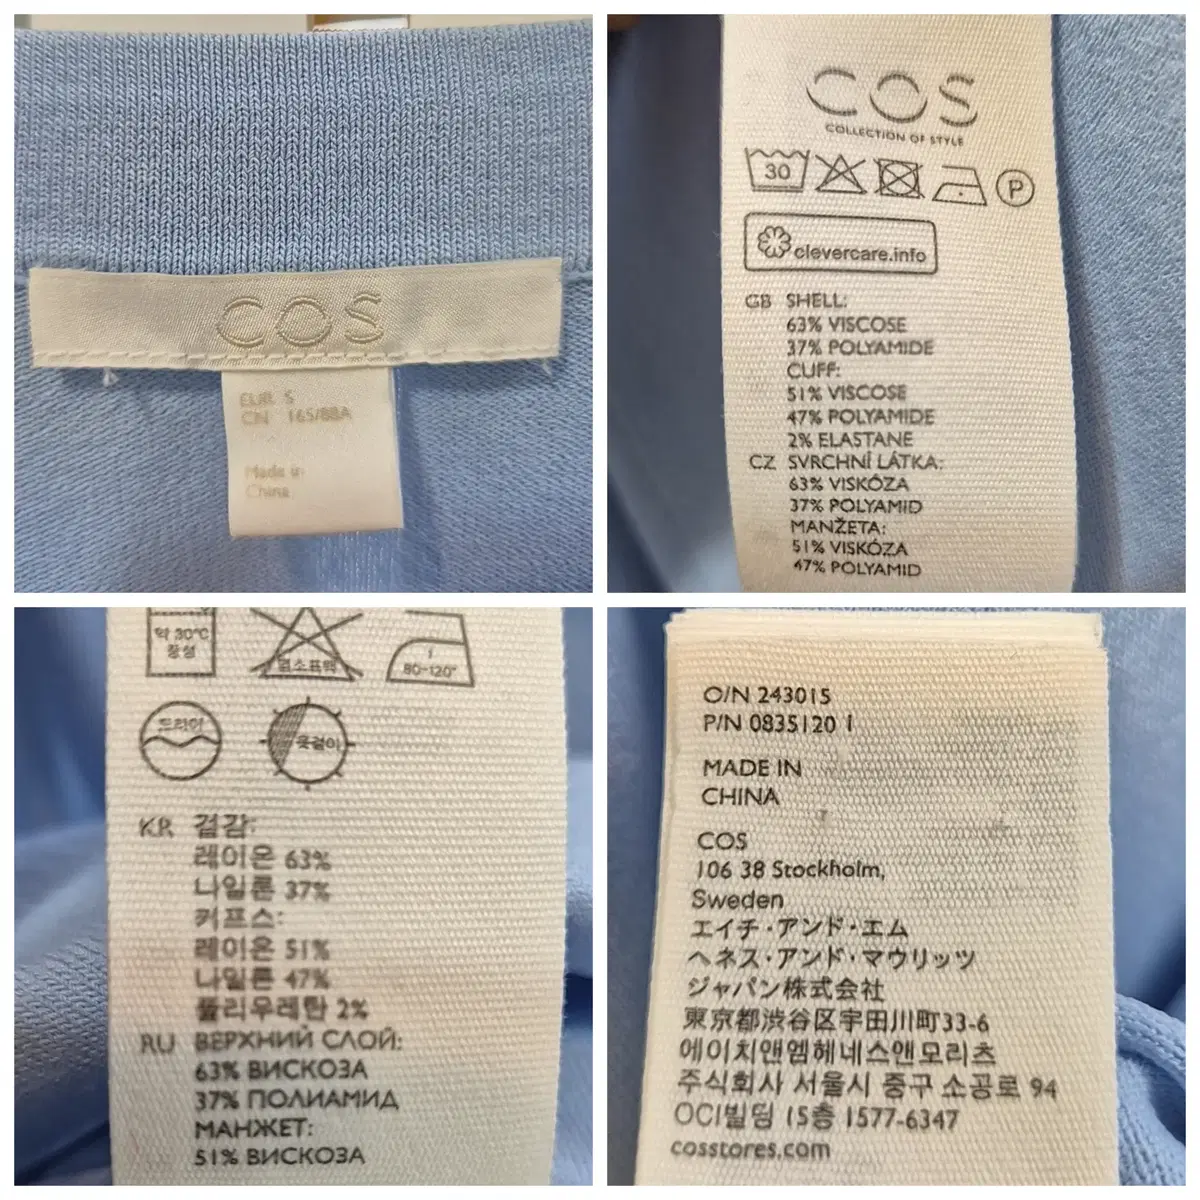 COS
EUR S
CN 165/88A
Made in
China
COS
COLLECTION OF STYLE
30
P
clevercare.info
GB SHELL:
63% VISCOSE
37% POLYAMIDE
CUFF:
51% VISCOSE
47% POLYAMIDE
2% ELASTANE
CZ SVRCHNÍ LÁTKA:
63% VISKÓZA
37% POLYAMID
MANŽETA:
51% VISKÓZA
47% POLYAMID
약 30°C
중성
염소표백
1
80-120°
드라이
옷걸이
KR 겉감:
레이온 63%
나일론 37%
커프스:
레이온 51%
나일론 47%
폴리우레탄 2%
RU ВЕРХНИЙ СЛОЙ:
63% ВИСКОЗА
37% ПОЛИАМИД
МАНЖЕТ:
51% ВИСКОЗА
O/N 243015
P/N 0835120 1
MADE IN
CHINA
COS
106 38 Stockholm,
Sweden
エイチ・アンド・エム
ヘネス・アンド・マウリッツ
ジャパン株式会社
東京都渋谷区宇田川町33-6
에이치앤엠헤네스앤모리츠
주식회사 서울시 중구 소공로 94
OCI빌딩 15층 1577-6347
cosstores.com